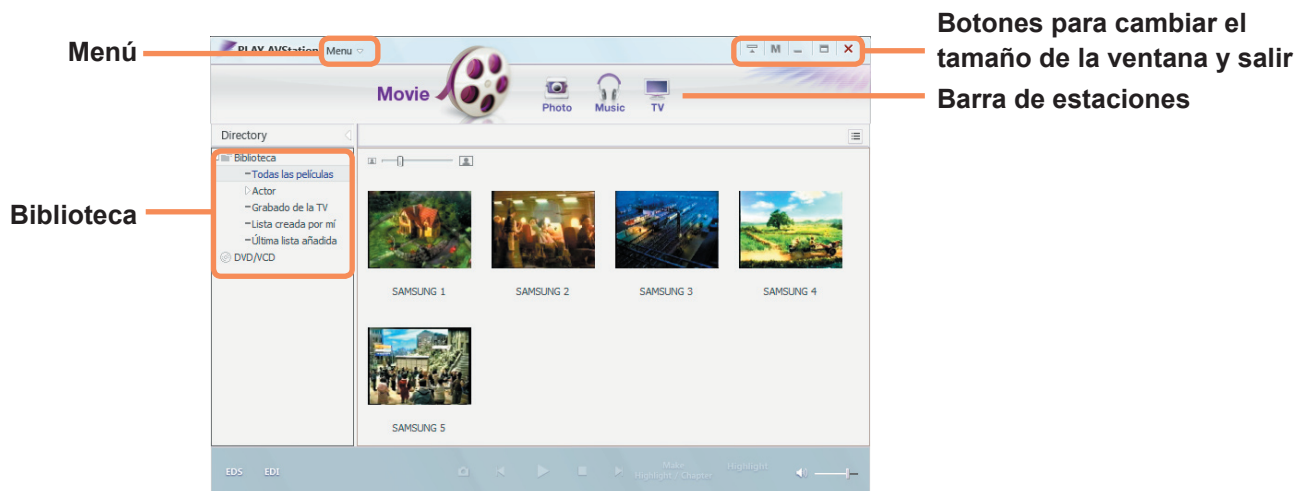 Menú
PLAY AVStation Menu
M
Botones para cambiar el
tamaño de la ventana y salir
Movie
Photo
Music
TV
Barra de estaciones
Directory
Biblioteca
Todas las películas
Actor
Grabado de la TV
Lista creada por mí
Última lista añadida
DVD/VCD
Biblioteca
SAMSUNG 1
SAMSUNG 2
SAMSUNG 3
SAMSUNG 4
SAMSUNG 5
EDS
EDI
Make
Highlight / Chapter
Highlight